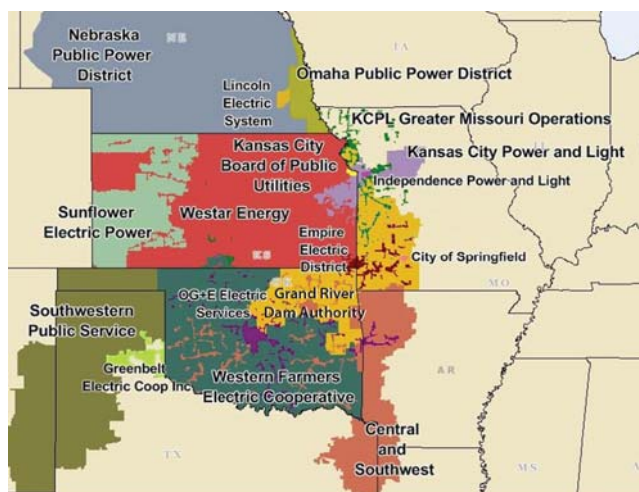 Nebraska
Public Power
District
NE
IA
Omaha Public Power District
Lincoln
Electric
System
KCPL Greater Missouri Operations
Kansas City
Board of Public
Utilities
Kansas City Power and Light
IL
Independence Power and Light
Sunflower
Electric Power
Westar Energy
Empire
Electric
District
City of Springfield
KS
MO
Southwestern
Public Service
OG+E Electric
Services
Grand River
Dam Authority
Greenbelt
Electric Coop Inc
Western Farmers
Electric Cooperative
AR
Central
and
Southwest
TX
MS